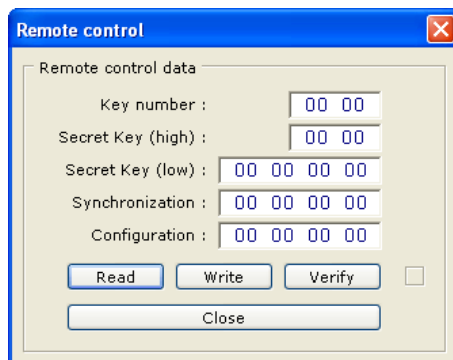 Remote control
Remote control data
Key number : 00 00
Secret Key (high) : 00 00
Secret Key (low) : 00 00 00 00
Synchronization : 00 00 00 00
Configuration : 00 00 00 00
Read Write Verify
Close